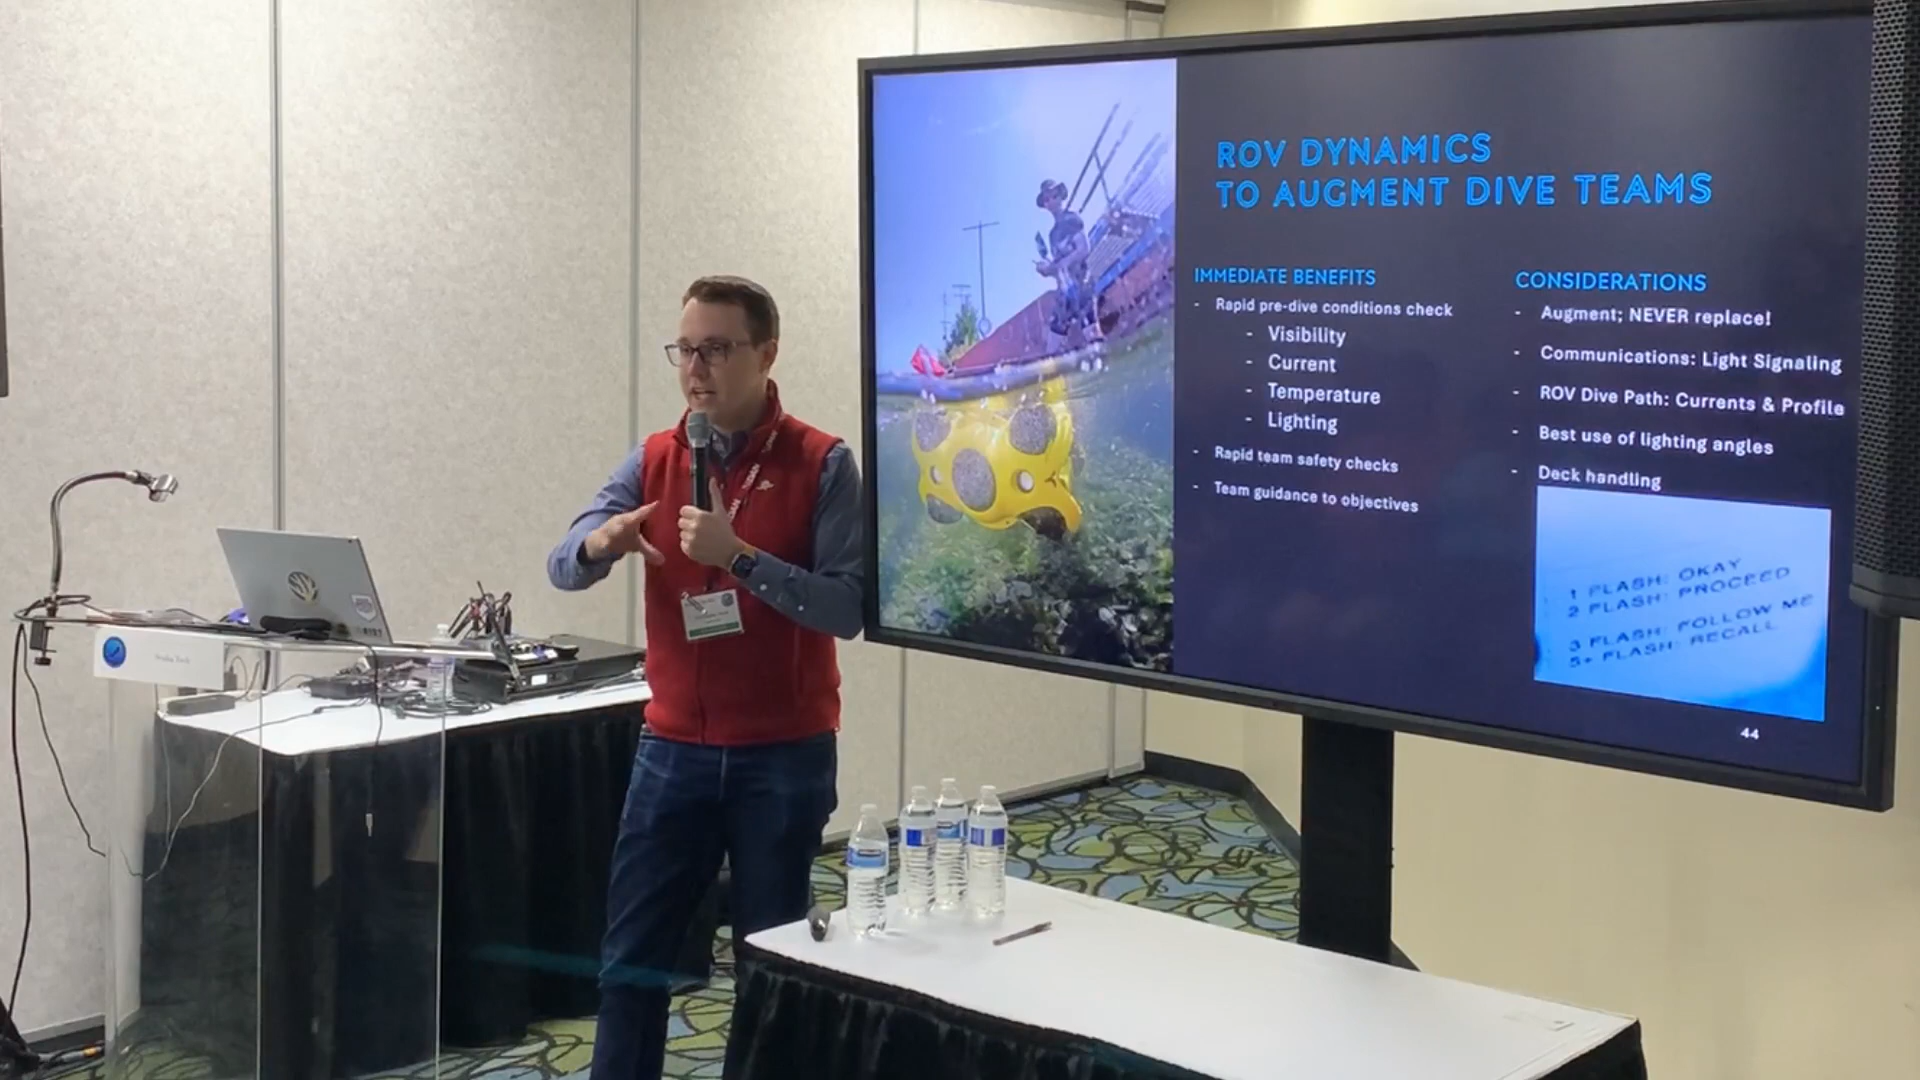 ROV DYNAMICS
TO AUGMENT DIVE TEAMS
IMMEDIATE BENEFITS
- Rapid pre-dive conditions check
- Visibility
- Current
- Temperature
- Lighting
- Rapid team safety checks
- Team guidance to objectives
CONSIDERATIONS
- Augment; NEVER replace!
- Communications: Light Signaling
- ROV Dive Path: Currents & Profile
- Best use of lighting angles
- Deck handling
1 FLASH: OKAY
2 FLASH: PROCEED
3 FLASH: FOLLOW ME
5+ FLASH: RECALL
44